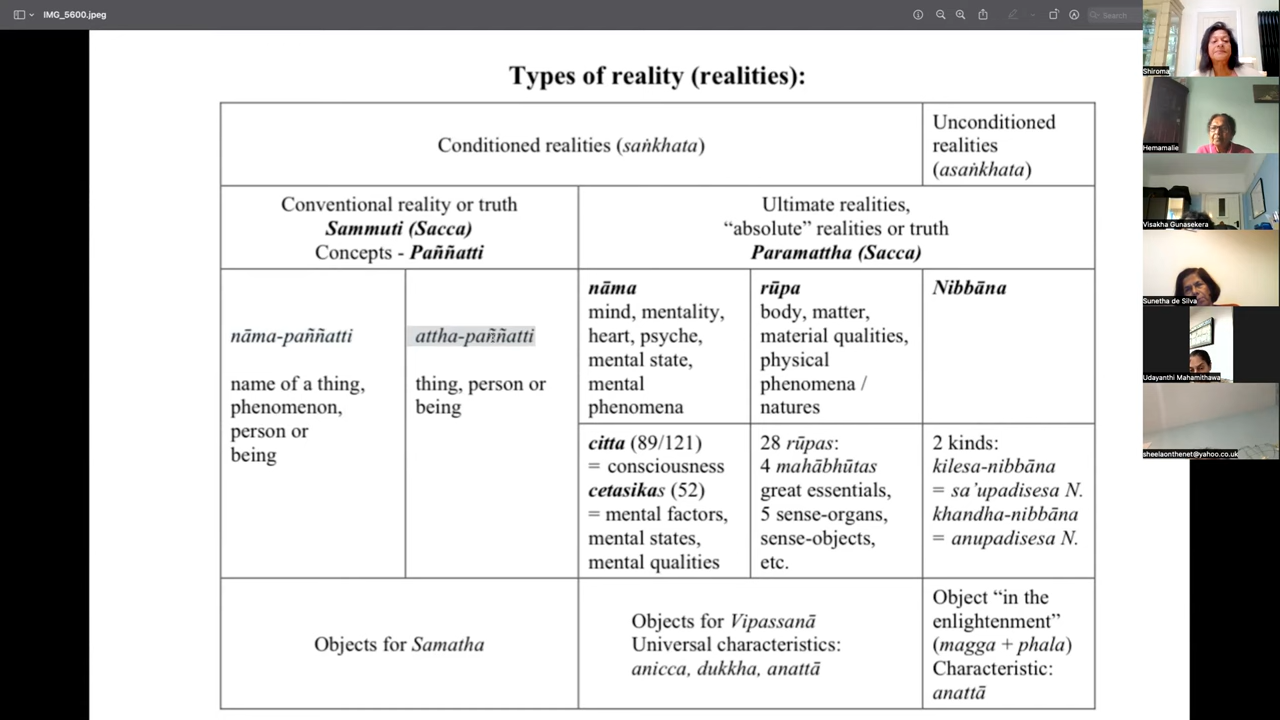 IMG_5600.jpeg
Search
Types of reality (realities):
Conditioned realities (saṅkhata)
Unconditioned
realities
(asaṅkhata)
Conventional reality or truth
Sammuti (Sacca)
Concepts - Paññatti
Ultimate realities,
“absolute” realities or truth
Paramattha (Sacca)
nāma-paññatti
name of a thing,
phenomenon,
person or
being
attha-paññatti
thing, person or
being
nāma
mind, mentality,
heart, psyche,
mental state,
mental
phenomena
rūpa
body, matter,
material qualities,
physical
phenomena /
natures
Nibbāna
citta (89/121)
= consciousness
cetasikas (52)
= mental factors,
mental states,
mental qualities
28 rūpas:
4 mahābhūtas
great essentials,
5 sense-organs,
sense-objects,
etc.
2 kinds:
kilesa-nibbāna
= sa’upadisesa N.
khandha-nibbāna
= anupadisesa N.
Objects for Samatha
Objects for Vipassanā
Universal characteristics:
anicca, dukkha, anattā
Object “in the
enlightenment”
(magga + phala)
Characteristic:
anattā
Shiroma
Hemamalie
Visakha Gunasekera
Sunetha de Silva
Udayanthi Mahamithawa
sheelaonthenet@yahoo.co.uk